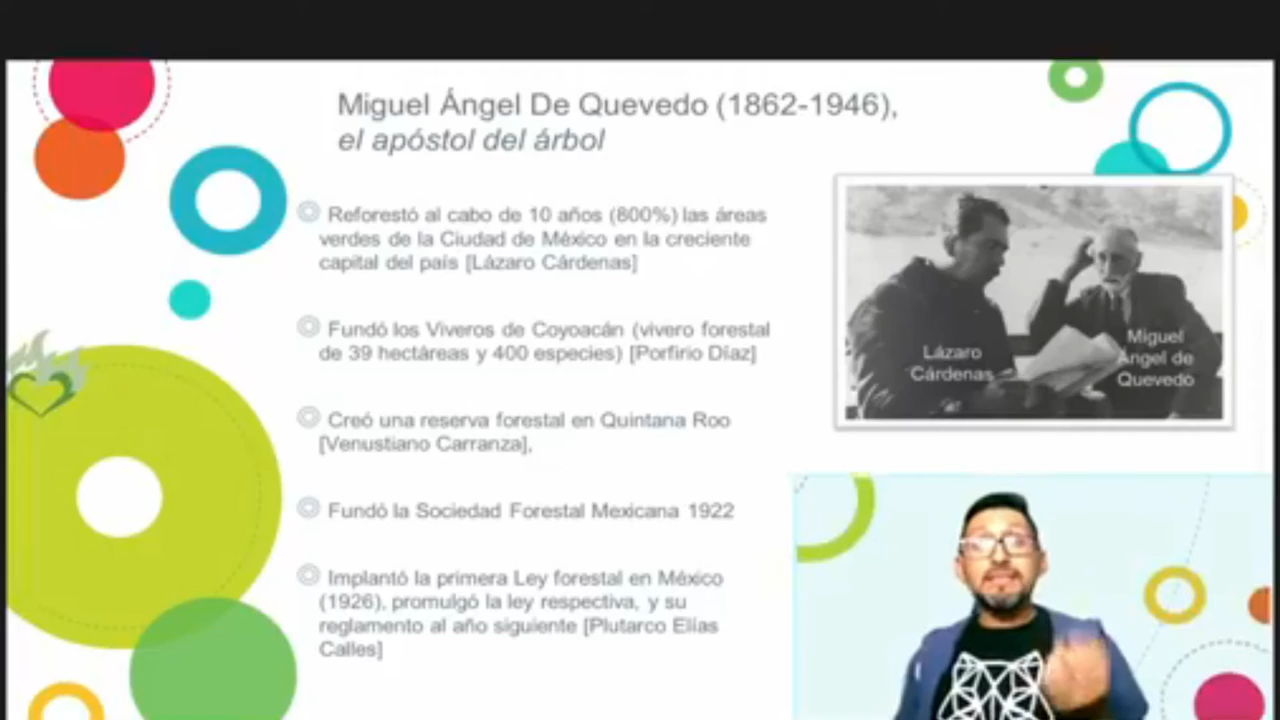 Miguel Ángel De Quevedo (1862-1946),
el apóstol del árbol
Reforestó al cabo de 10 años (800%) las áreas
verdes de la Ciudad de México en la creciente
capital del país [Lázaro Cárdenas]
Fundó los Viveros de Coyoacán (vivero forestal
de 39 hectáreas y 400 especies) [Porfirio Díaz]
Creó una reserva forestal en Quintana Roo
[Venustiano Carranza],
Fundó la Sociedad Forestal Mexicana 1922
Implantó la primera Ley forestal en México
(1926), promulgó la ley respectiva, y su
reglamento al año siguiente [Plutarco Elías
Calles]
Lázaro
Cárdenas
Miguel
Ángel de
Quevedo